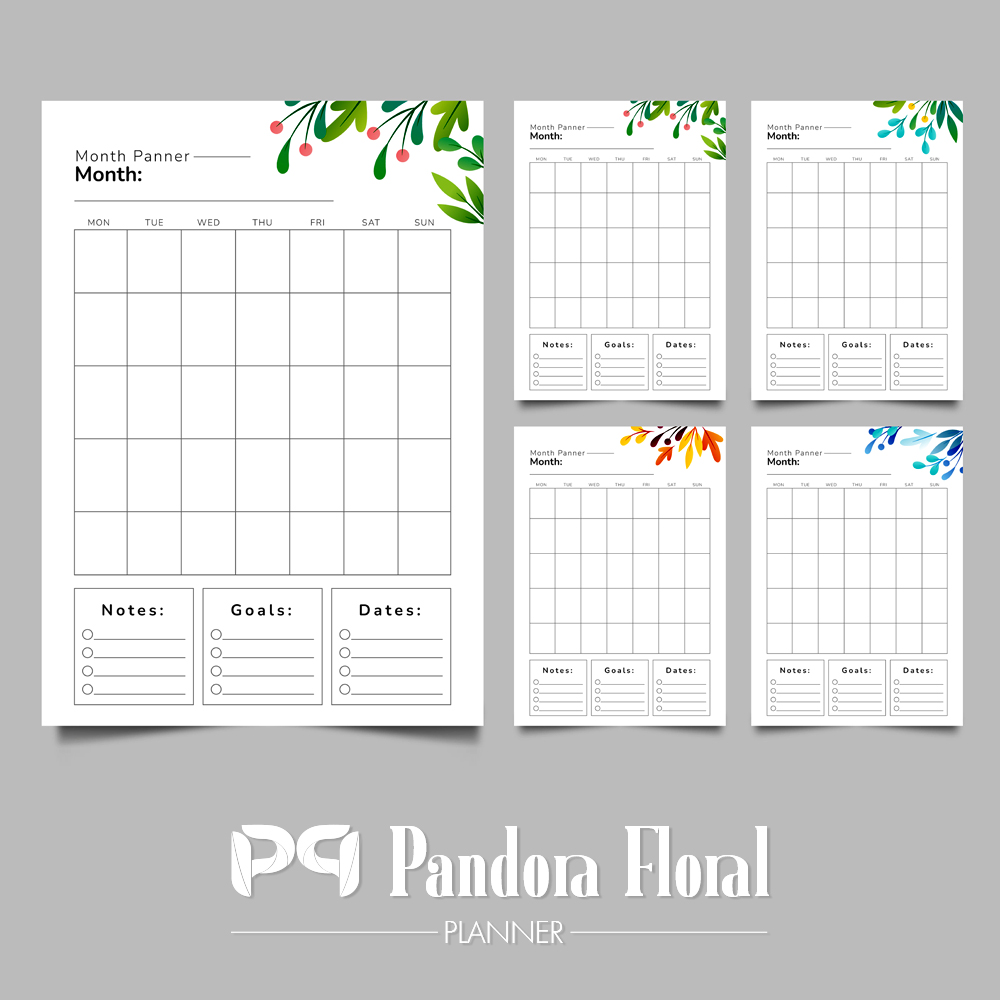 Month Panner
Month:
MON TUE WED THU FRI SAT SUN
Notes: Goals: Dates:
Month Panner
Month:
MON TUE WED THU FRI SAT SUN
Notes: Goals: Dates:
Month Panner
Month:
MON TUE WED THU FRI SAT SUN
Notes: Goals: Dates:
Month Panner
Month:
MON TUE WED THU FRI SAT SUN
Notes: Goals: Dates:
Month Panner
Month:
MON TUE WED THU FRI SAT SUN
Notes: Goals: Dates:
PP Pandora Floral
PLANNER